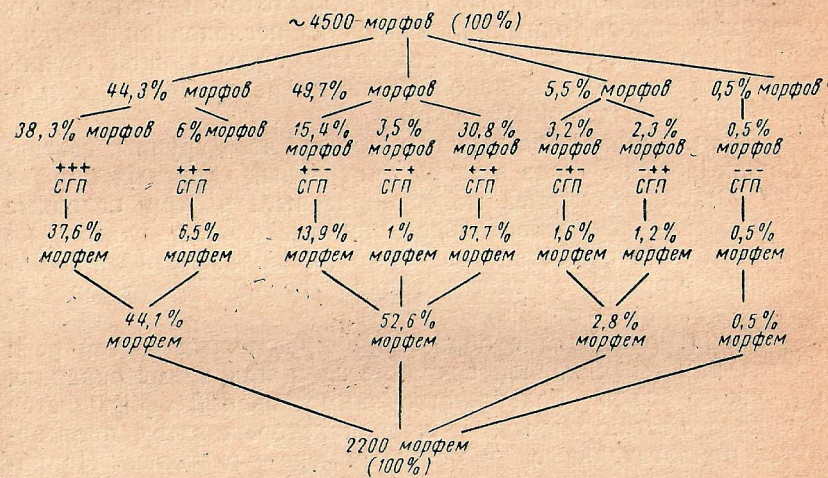 ~4500 морфов (100%)
44,3% морфов 49,7% морфов 5,5% морфов 0,5% морфов
38,3% морфов 6% морфов 15,4% 3,5% 30,8% 3,2% 2,3% 0,5%
морфов морфов морфов морфов морфов морфов
+++ ++- +-- --+ +-+ -+- -++ ---
СГП СГП СГП СГП СГП СГП СГП СГП
37,6% 6,5% 13,9% 1% 37,7% 1,6% 1,2% 0,5%
морфем морфем морфем морфем морфем морфем морфем морфем
44,1% 52,6% 2,8% 0,5%
морфем морфем морфем морфем
2200 морфем
(100%)